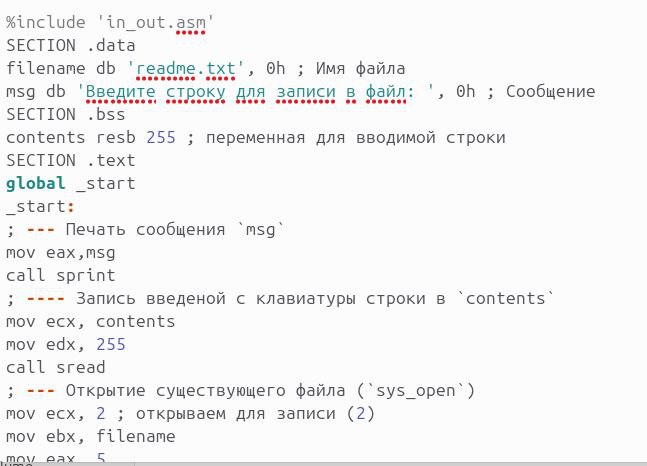 %include 'in_out.asm'
SECTION .data
filename db 'readme.txt', 0h ; Имя файла
msg db 'Введите строку для записи в файл: ', 0h ; Сообщение
SECTION .bss
contents resb 255 ; переменная для вводимой строки
SECTION .text
global _start
_start:
; --- Печать сообщения `msg`
mov eax,msg
call sprint
; ---- Запись введеной с клавиатуры строки в `contents`
mov ecx, contents
mov edx, 255
call sread
; --- Открытие существующего файла (`sys_open`)
mov ecx, 2 ; открываем для записи (2)
mov ebx, filename
mov eax, 5